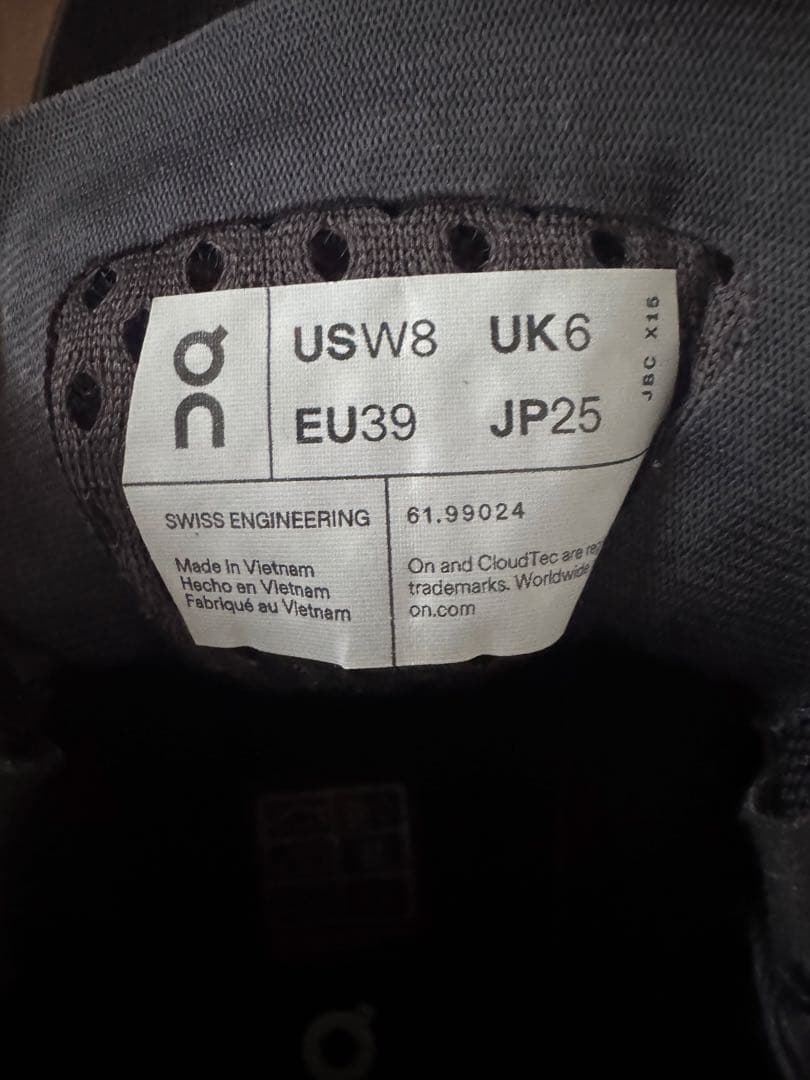 On
USW8 UK6
EU39 JP25
JBC X15
SWISS ENGINEERING
Made in Vietnam
Hecho en Vietnam
Fabriqué au Vietnam
61.99024
On and CloudTec are
trademarks. Worldwide
on.com